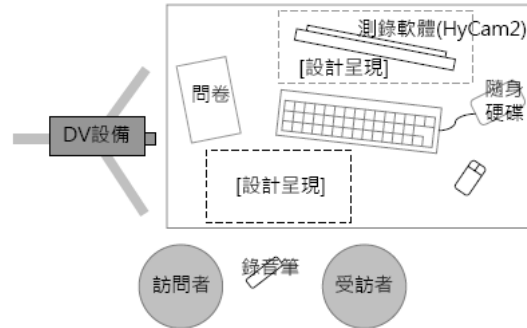 測錄軟體(HyCam2)
[設計呈現]
問卷
隨身
硬碟
DV設備
[設計呈現]
訪問者
錄音筆
受訪者